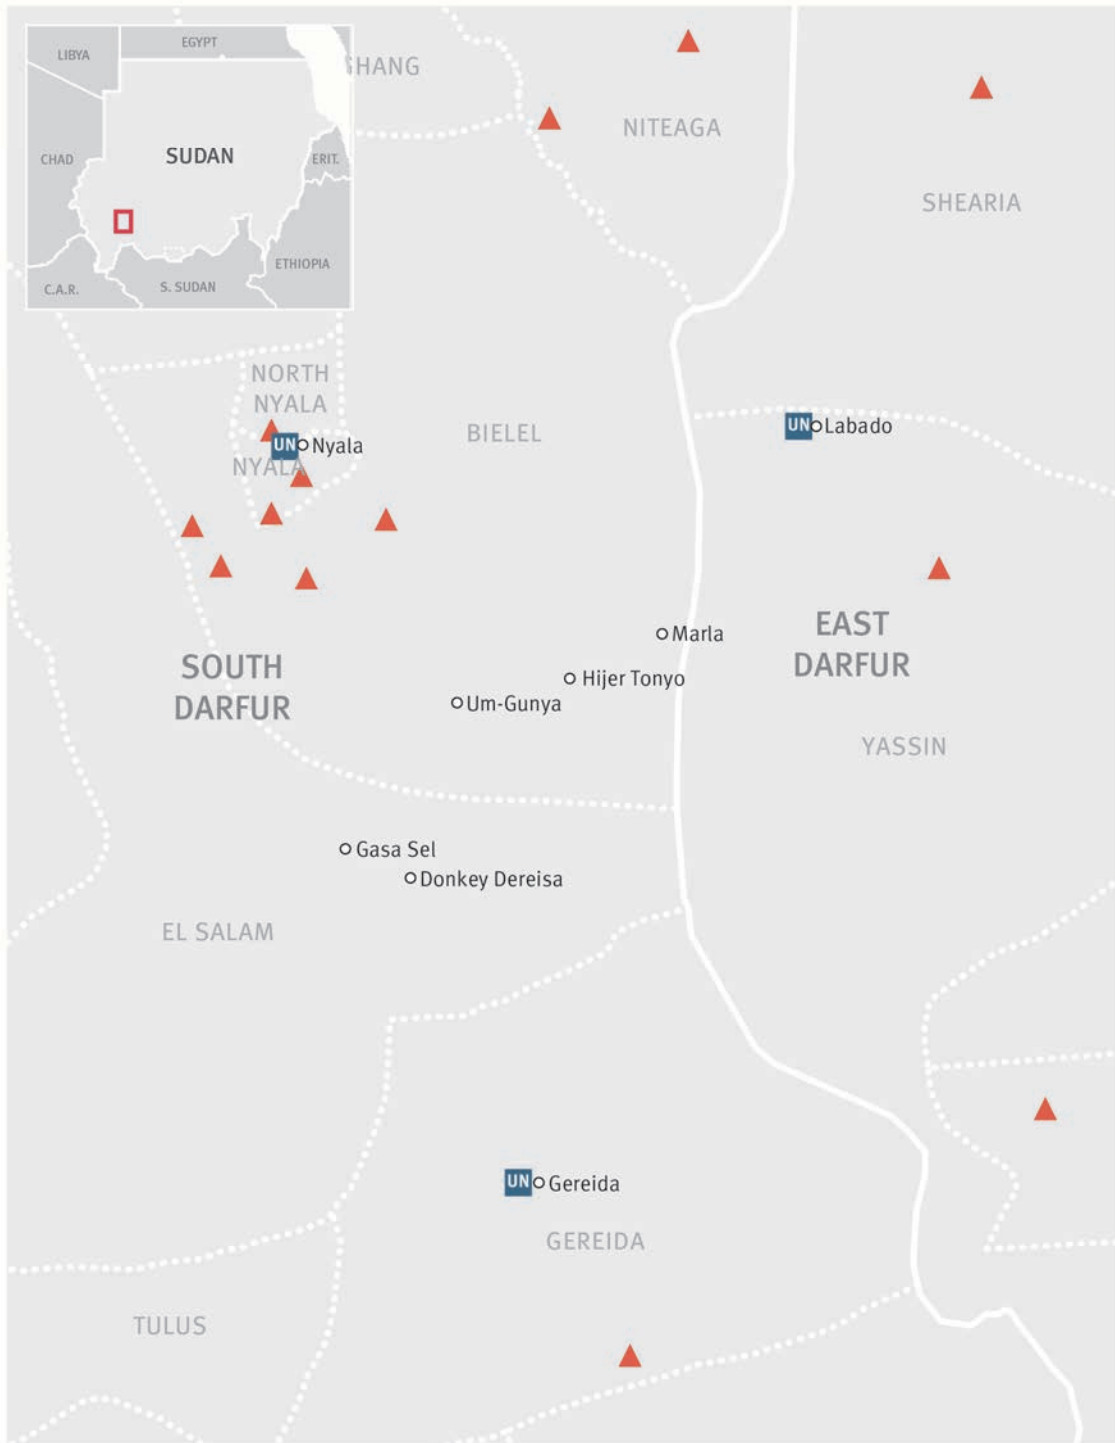 LIBYA
EGYPT
CHAD
SUDAN
ERIT.
ETHIOPIA
C.A.R.
S. SUDAN
NITEAGA
SHEARIA
NORTH
NYALA
BIELEL
UN Nyala
NYALA
UN Labado
Marla
EAST
DARFUR
SOUTH
DARFUR
Hijer Tonyo
Um-Gunya
YASSIN
Gasa Sel
Donkey Dereisa
EL SALAM
UN Gereida
GEREIDA
TULUS